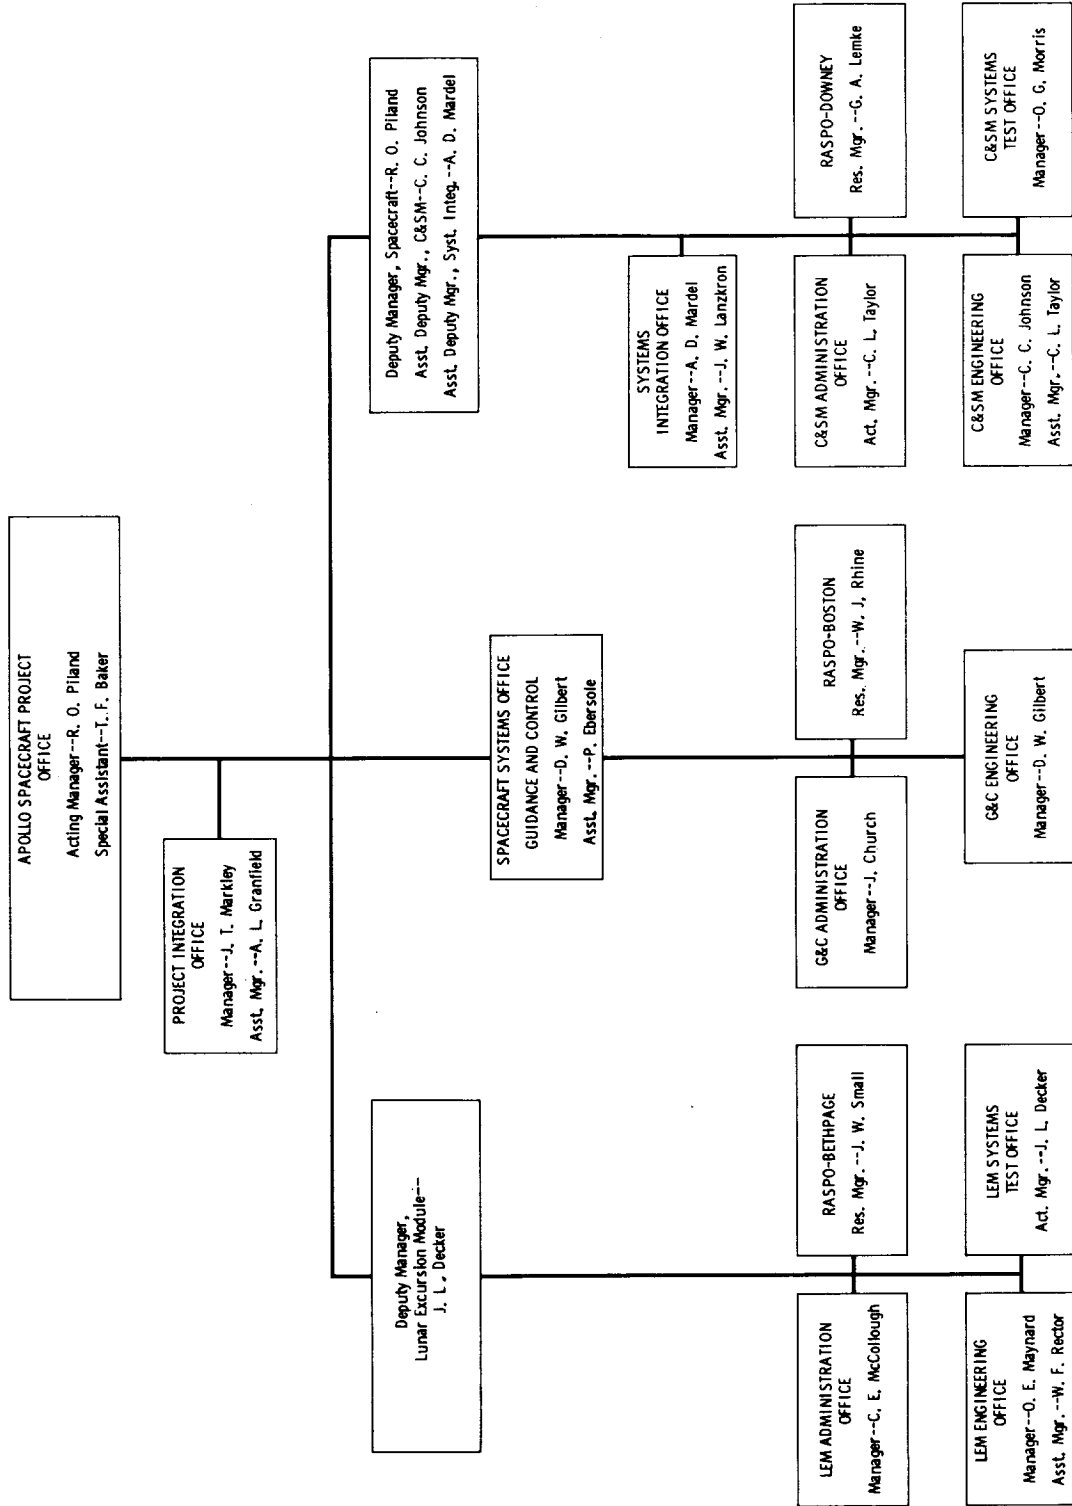 APOLLO SPACECRAFT PROJECT
OFFICE
Acting Manager--R. O. Piland
Special Assistant--T. F. Baker
PROJECT INTEGRATION
OFFICE
Manager--J. T. Markley
Asst. Mgr.--A. L. Granfield
Deputy Manager,
Lunar Excursion Module--
J. L. Decker
SPACECRAFT SYSTEMS OFFICE
GUIDANCE AND CONTROL
Manager--D. W. Gilbert
Asst. Mgr.--P. Ebersole
Deputy Manager, Spacecraft--R. O. Piland
Asst. Deputy Mgr., C&SM--C. C. Johnson
Asst. Deputy Mgr., Syst. Integ.--A. D. Mardel
SYSTEMS
INTEGRATION OFFICE
Manager--A. D. Mardel
Asst. Mgr.--J. W. Lanzkron
LEM ADMINISTRATION
OFFICE
Manager--C. E. McCollough
RASPO-BETHPAGE
Res. Mgr.--J. W. Small
G&C ADMINISTRATION
OFFICE
Manager--J. Church
RASPO-BOSTON
Res. Mgr.--W. J. Rhine
C&SM ADMINISTRATION
OFFICE
Act. Mgr.--C. L. Taylor
RASPO-DOWNEY
Res. Mgr.--G. A. Lemke
LEM ENGINEERING
OFFICE
Manager--O. E. Maynard
Asst. Mgr.--W. F. Rector
LEM SYSTEMS
TEST OFFICE
Act. Mgr.--J. L. Decker
G&C ENGINEERING
OFFICE
Manager--D. W. Gilbert
C&SM ENGINEERING
OFFICE
Manager--C. C. Johnson
Asst. Mgr.--C. L. Taylor
C&SM SYSTEMS
TEST OFFICE
Manager--O. G. Morris